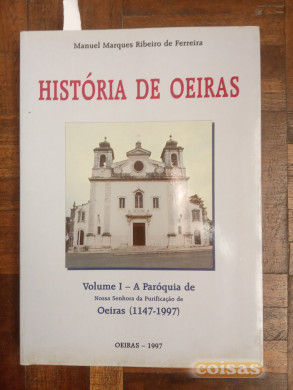 Manuel Marques Ribeiro de Ferreira
HISTÓRIA DE OEIRAS
Volume I – A Paróquia de
Nossa Senhora da Purificação de
Oeiras (1147-1997)
OEIRAS – 1997
coisas